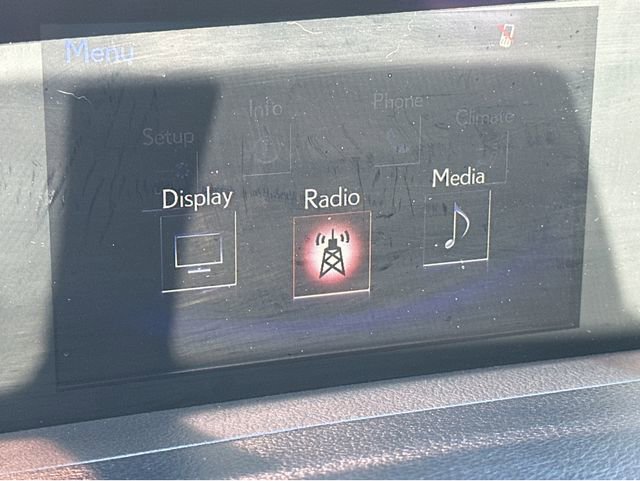 Menu
Info
Phone
Setup
Climate
Display
Radio
Media